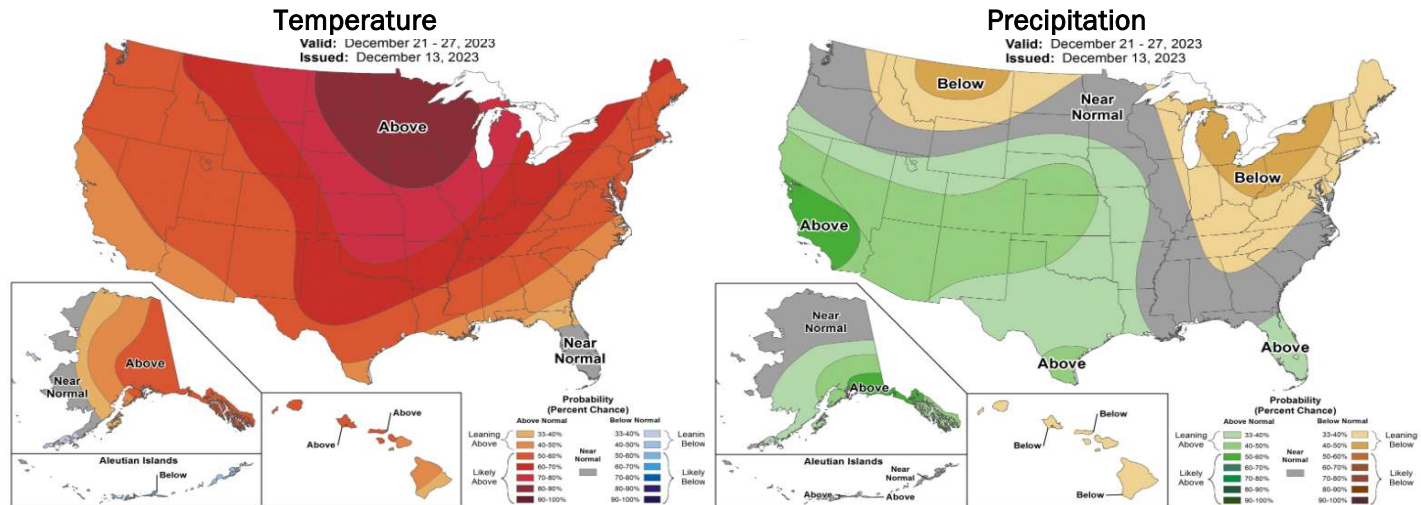 Temperature
Valid: December 21 - 27, 2023
Issued: December 13, 2023
Above
Near
Normal
Above
Near
Normal
Above
Above
Aleutian Islands
Below
Probability
(Percent Chance)
Above Normal Below Normal
Leaning
Above
33-40% 33-40%
40-50% 40-50%
50-60% 50-60%
60-70% 60-70%
70-80% 70-80%
80-90% 80-90%
90-100% 90-100%
Likely
Above
Near
Normal
Leanin
Below
Likely
Below
Precipitation
Valid: December 21 - 27, 2023
Issued: December 13, 2023
Below
Near
Normal
Below
Above
Above
Above
Near
Normal
Above
Below
Below
Below
Aleutian Islands
Near
Normal
Above
Above
Probability
(Percent Chance)
Above Normal Below Normal
Leaning
Above
33-40% 33-40%
40-50% 40-50%
50-60% 50-60%
60-70% 60-70%
70-80% 70-80%
80-90% 80-90%
90-100% 90-100%
Likely
Above
Near
Normal
Leaning
Below
Likely
Below